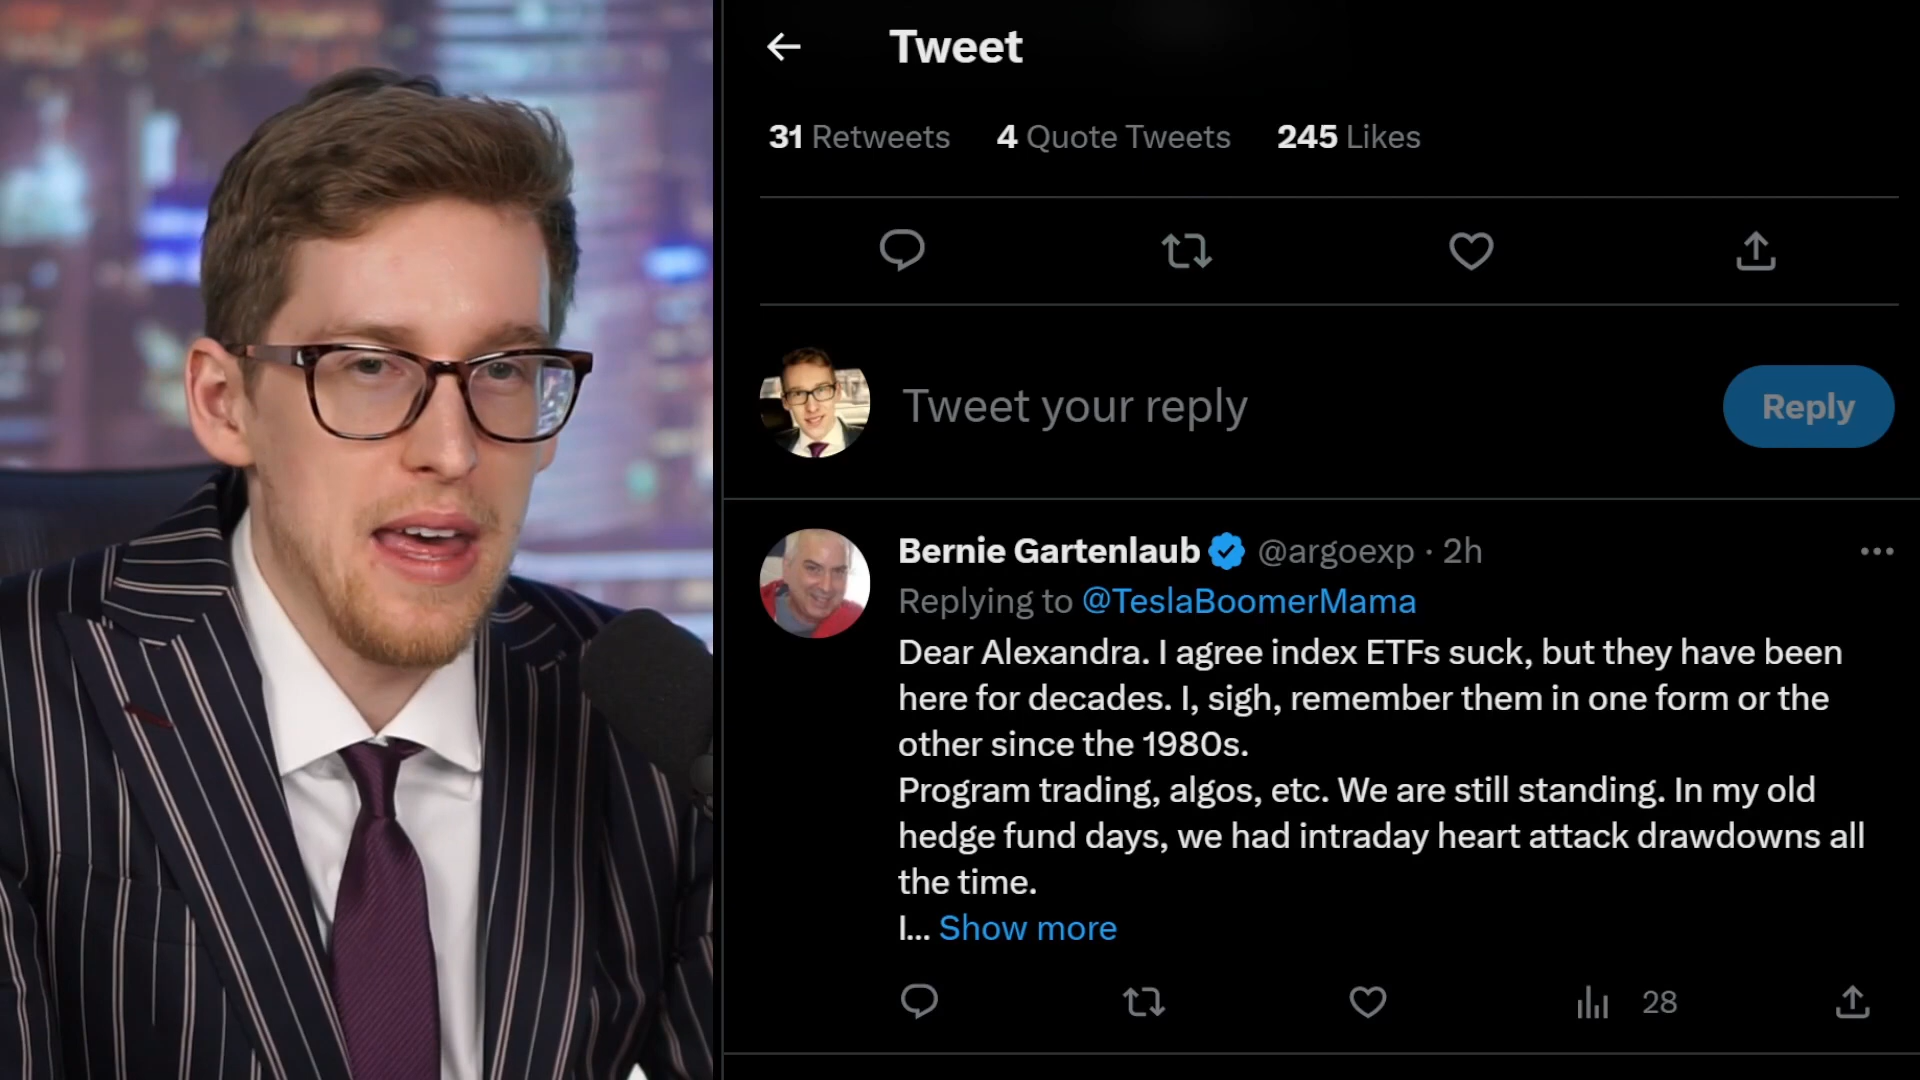 Tweet
31 Retweets 4 Quote Tweets 245 Likes
Tweet your reply
Reply
Bernie Gartenlaub @argoexp · 2h
Replying to @TeslaBoomerMama
Dear Alexandra. I agree index ETFs suck, but they have been
here for decades. I, sigh, remember them in one form or the
other since the 1980s.
Program trading, algos, etc. We are still standing. In my old
hedge fund days, we had intraday heart attack drawdowns all
the time.
I... Show more
28